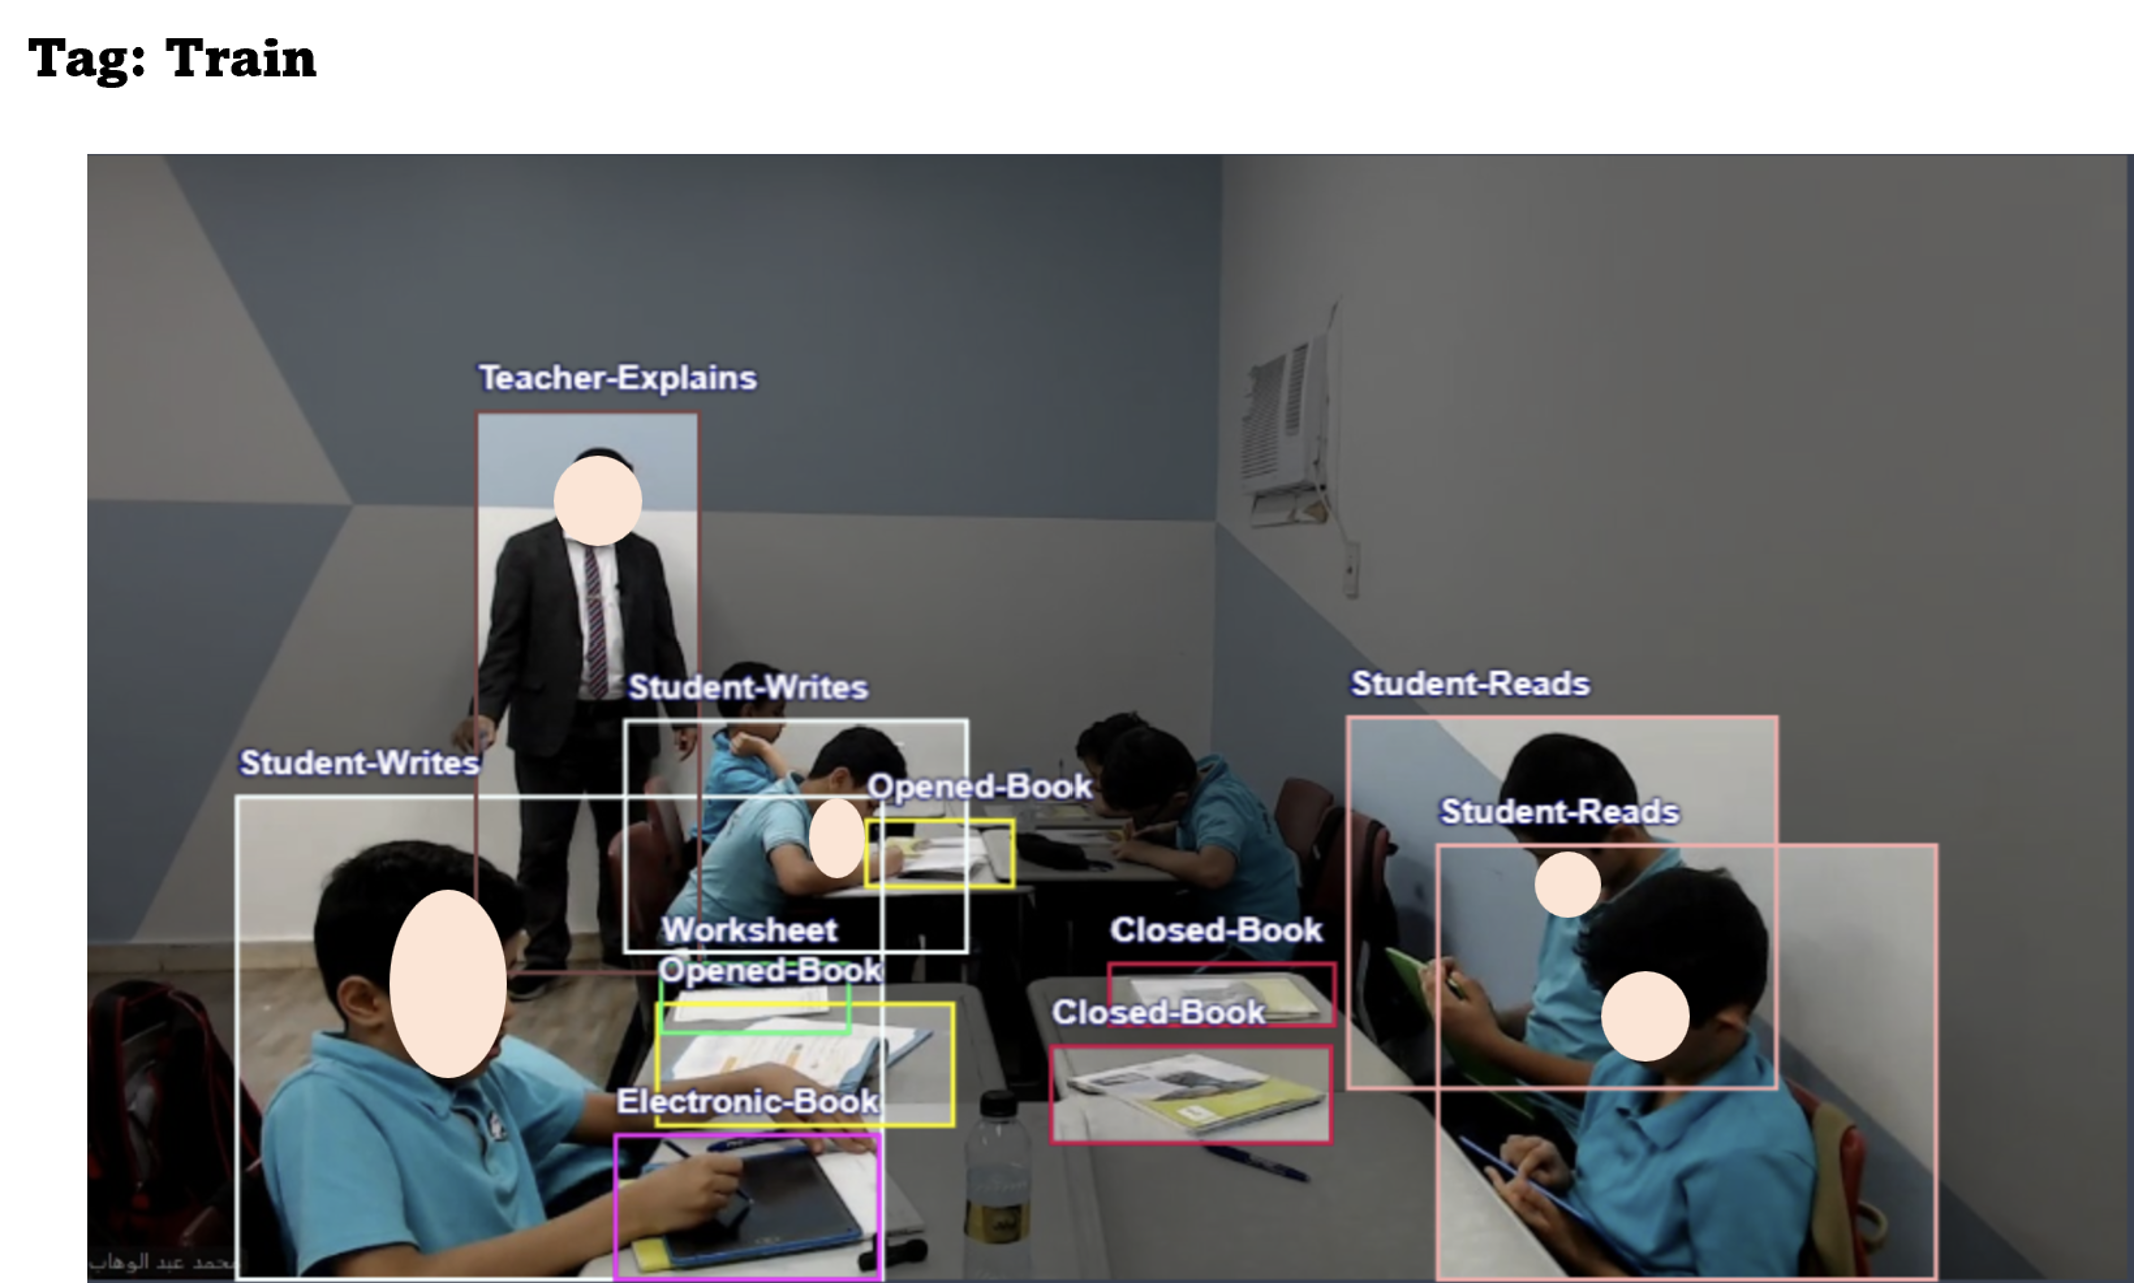 Tag: Train
Teacher-Explains
Student-Writes
Student-Reads
Student-Writes
Opened-Book
Student-Reads
Worksheet
Closed-Book
Opened-Book
Closed-Book
Electronic-Book
محمد عبد الوهاب